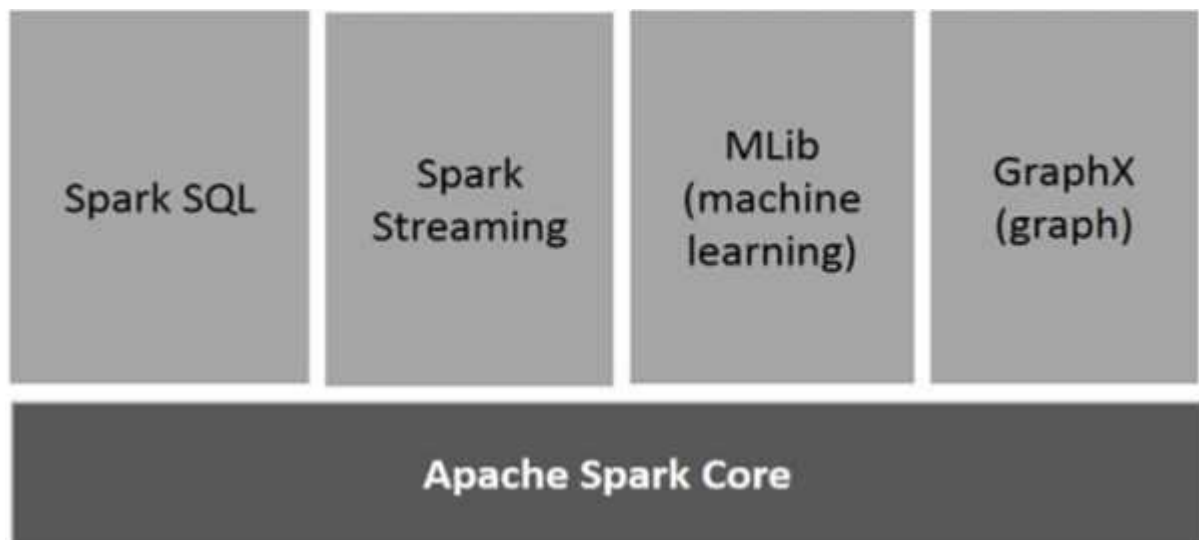 Spark SQL
Spark
Streaming
MLib
(machine
learning)
GraphX
(graph)
Apache Spark Core